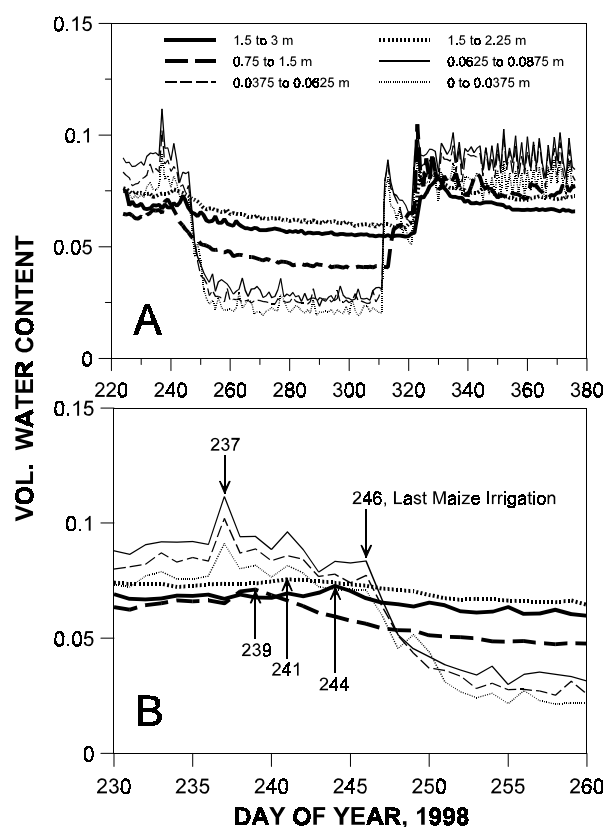 VOL. WATER CONTENT
0.15
0.1
0.05
0
1.5 to 3 m
0.75 to 1.5 m
0.0375 to 0.0625 m
1.5 to 2.25 m
0.0625 to 0.0875 m
0 to 0.0375 m
A
220 240 260 280 300 320 340 360 380
0.15
0.1
0.05
0
237
246, Last Maize Irrigation
239
241
244
B
230 235 240 245 250 255 260
DAY OF YEAR, 1998